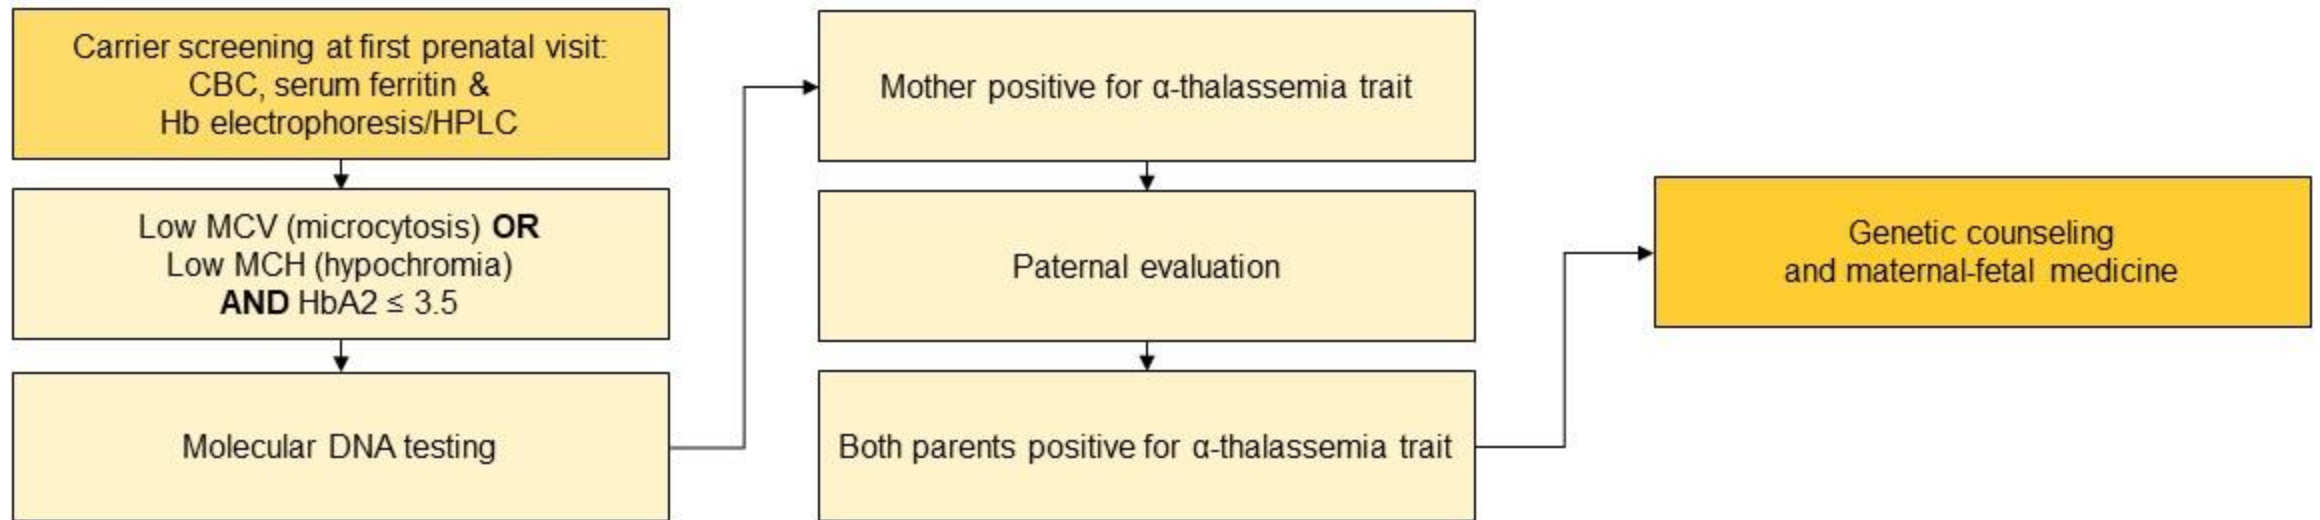 Carrier screening at first prenatal visit:
CBC, serum ferritin &
Hb electrophoresis/HPLC
Low MCV (microcytosis) OR
Low MCH (hypochromia)
AND HbA2 ≤ 3.5
Molecular DNA testing
Mother positive for α-thalassemia trait
Paternal evaluation
Both parents positive for α-thalassemia trait
Genetic counseling
and maternal-fetal medicine